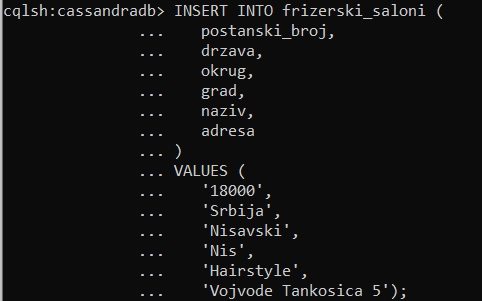 cqlsh:cassandradb> INSERT INTO frizerski_saloni (
... postanski_broj,
... drzava,
... okrug,
... grad,
... naziv,
... adresa
... )
... VALUES (
... '18000',
... 'Srbija',
... 'Nisavski',
... 'Nis',
... 'Hairstyle',
... 'Vojvode Tankosica 5');